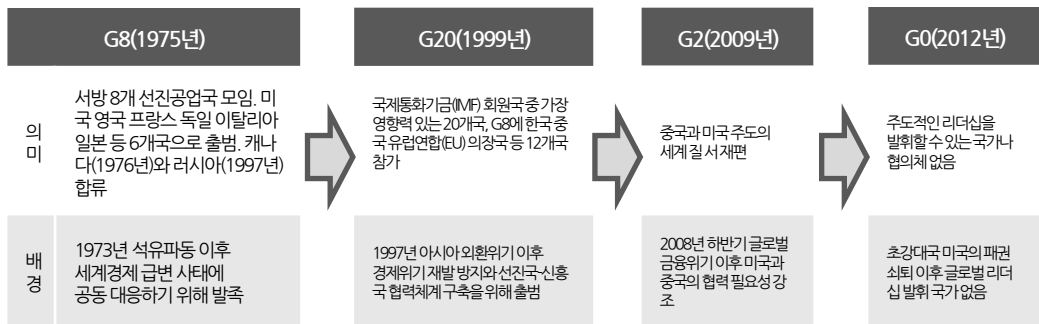 G8(1975년)
G20(1999년)
G2(2009년)
G0(2012년)
의
미
서방 8개 선진공업국 모임. 미
국 영국 프랑스 독일 이탈리아
일본 등 6개국으로 출범. 캐나
다(1976년)와 러시아(1997년)
합류
국제통화기금(IMF) 회원국 중 가장
영향력 있는 20개국, G8에 한국 중
국 유럽연합(EU) 의장국 등 12개국
참가
중국과 미국 주도의
세계 질서 재편
주도적인 리더십을
발휘할 수 있는 국가나
협의체 없음
배
경
1973년 석유파동 이후
세계경제 급변 사태에
공동 대응하기 위해 발족
1997년 아시아 외환위기 이후
경제위기 재발 방지와 선진국-신흥
국 협력체계 구축을 위해 출범
2008년 하반기 글로벌
금융위기 이후 미국과
중국의 협력 필요성 강
조
초강대국 미국의 패권
쇠퇴 이후 글로벌 리더
십 발휘 국가 없음